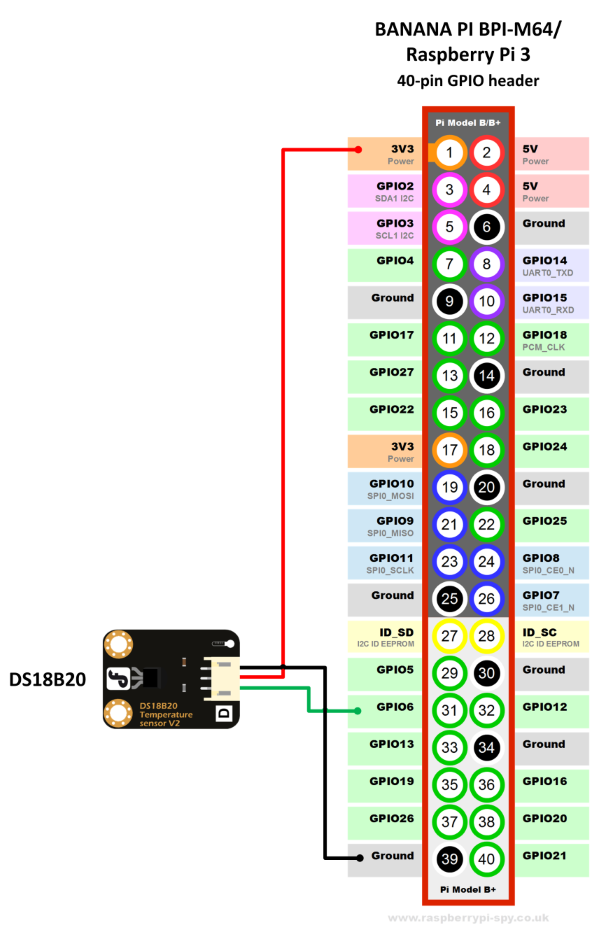 BANANA PI BPI-M64/
Raspberry Pi 3
40-pin GPIO header
Pi Model B/B+
3V3
Power
1
2
5V
Power
GPIO2
SDA1 I2C
3
4
5V
Power
GPIO3
SCL1 I2C
5
6
Ground
GPIO4
7
8
GPIO14
UART0_TXD
Ground
9
10
GPIO15
UART0_RXD
GPIO17
11
12
GPIO18
PCM_CLK
GPIO27
13
14
Ground
GPIO22
15
16
GPIO23
3V3
Power
17
18
GPIO24
GPIO10
SPI0_MOSI
19
20
Ground
GPIO9
SPI0_MISO
21
22
GPIO25
GPIO11
SPI0_SCLK
23
24
GPIO8
SPI0_CE0_N
Ground
25
26
GPIO7
SPI0_CE1_N
ID_SD
I2C ID EEPROM
27
28
ID_SC
I2C ID EEPROM
GPIO5
29
30
Ground
GPIO6
31
32
GPIO12
GPIO13
33
34
Ground
GPIO19
35
36
GPIO16
GPIO26
37
38
GPIO20
Ground
39
40
GPIO21
Pi Model B+
www.raspberrypi-spy.co.uk
DS18B20
DS18B20
Temperature
sensor V2
D